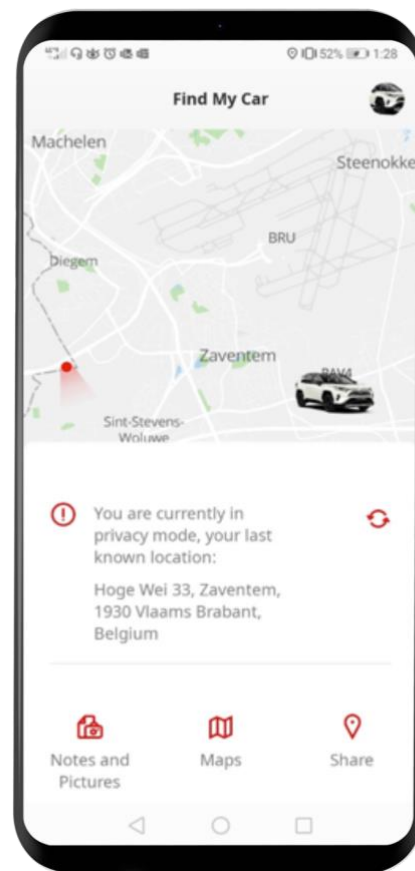 52% 1:28
Find My Car
Machelen
Steenokke
BRU
Diegem
Zaventem
RAV4
Sint-Stevens-
Woluwe
You are currently in
privacy mode, your last
known location:
Hoge Wei 33, Zaventem,
1930 Vlaams Brabant,
Belgium
Notes and
Pictures
Maps
Share